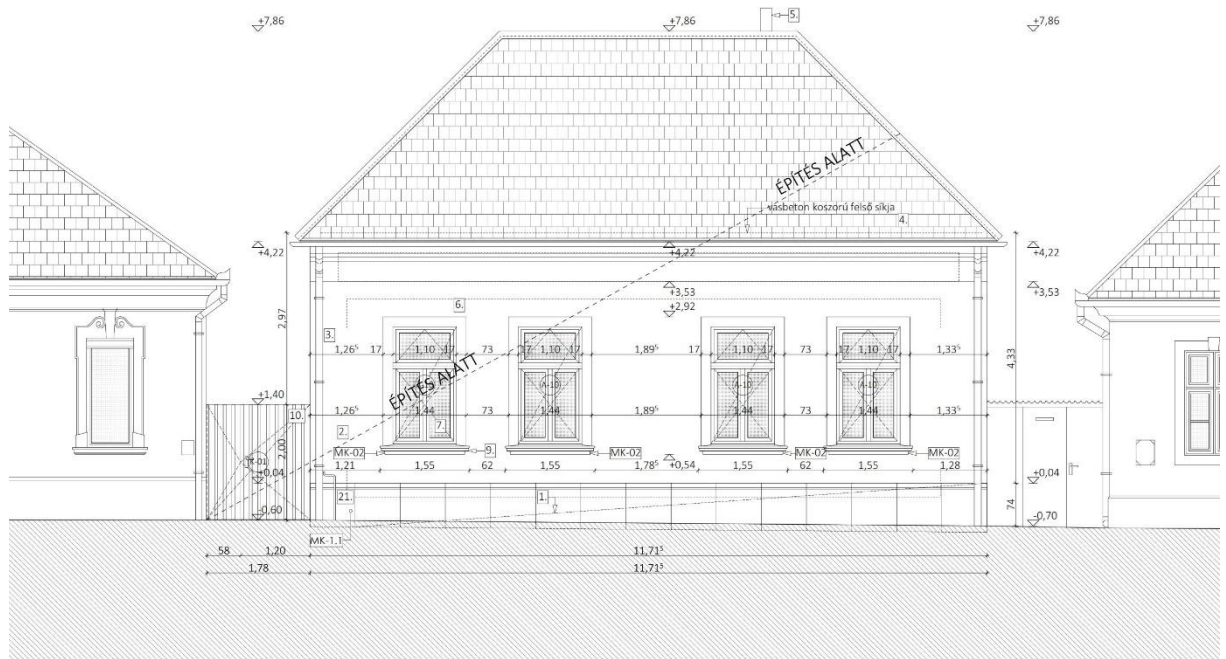 +7,86 +7,86 5. +7,86
ÉPÍTÉS ALATT
vasbeton koszorú felső síkja
4.
+4,22 +4,22 +4,22
+3,53 +3,53
6. +2,92
2,97 3. 4,33
1,26⁵ 17 1,10 17 73 17 1,10 17 1,89⁵ 17 1,10 17 73 17 1,10 17 1,33⁵
ÉPÍTÉS ALATT
(A-10) (A-10) (A-10)
+1,40
10. 1,26⁵ 1,44 73 1,44 1,89⁵ 1,44 73 1,44 1,33⁵
2. 7.
2,00 MK-02 9. MK-02 MK-02 MK-02
+0,04 1,21 1,55 62 1,55 1,78⁵ +0,54 1,55 62 1,55 1,28 +0,04
21. 1. 74
-0,60 -0,70
MK-1.1
58 1,20 11,71⁵
1,78 11,71⁵